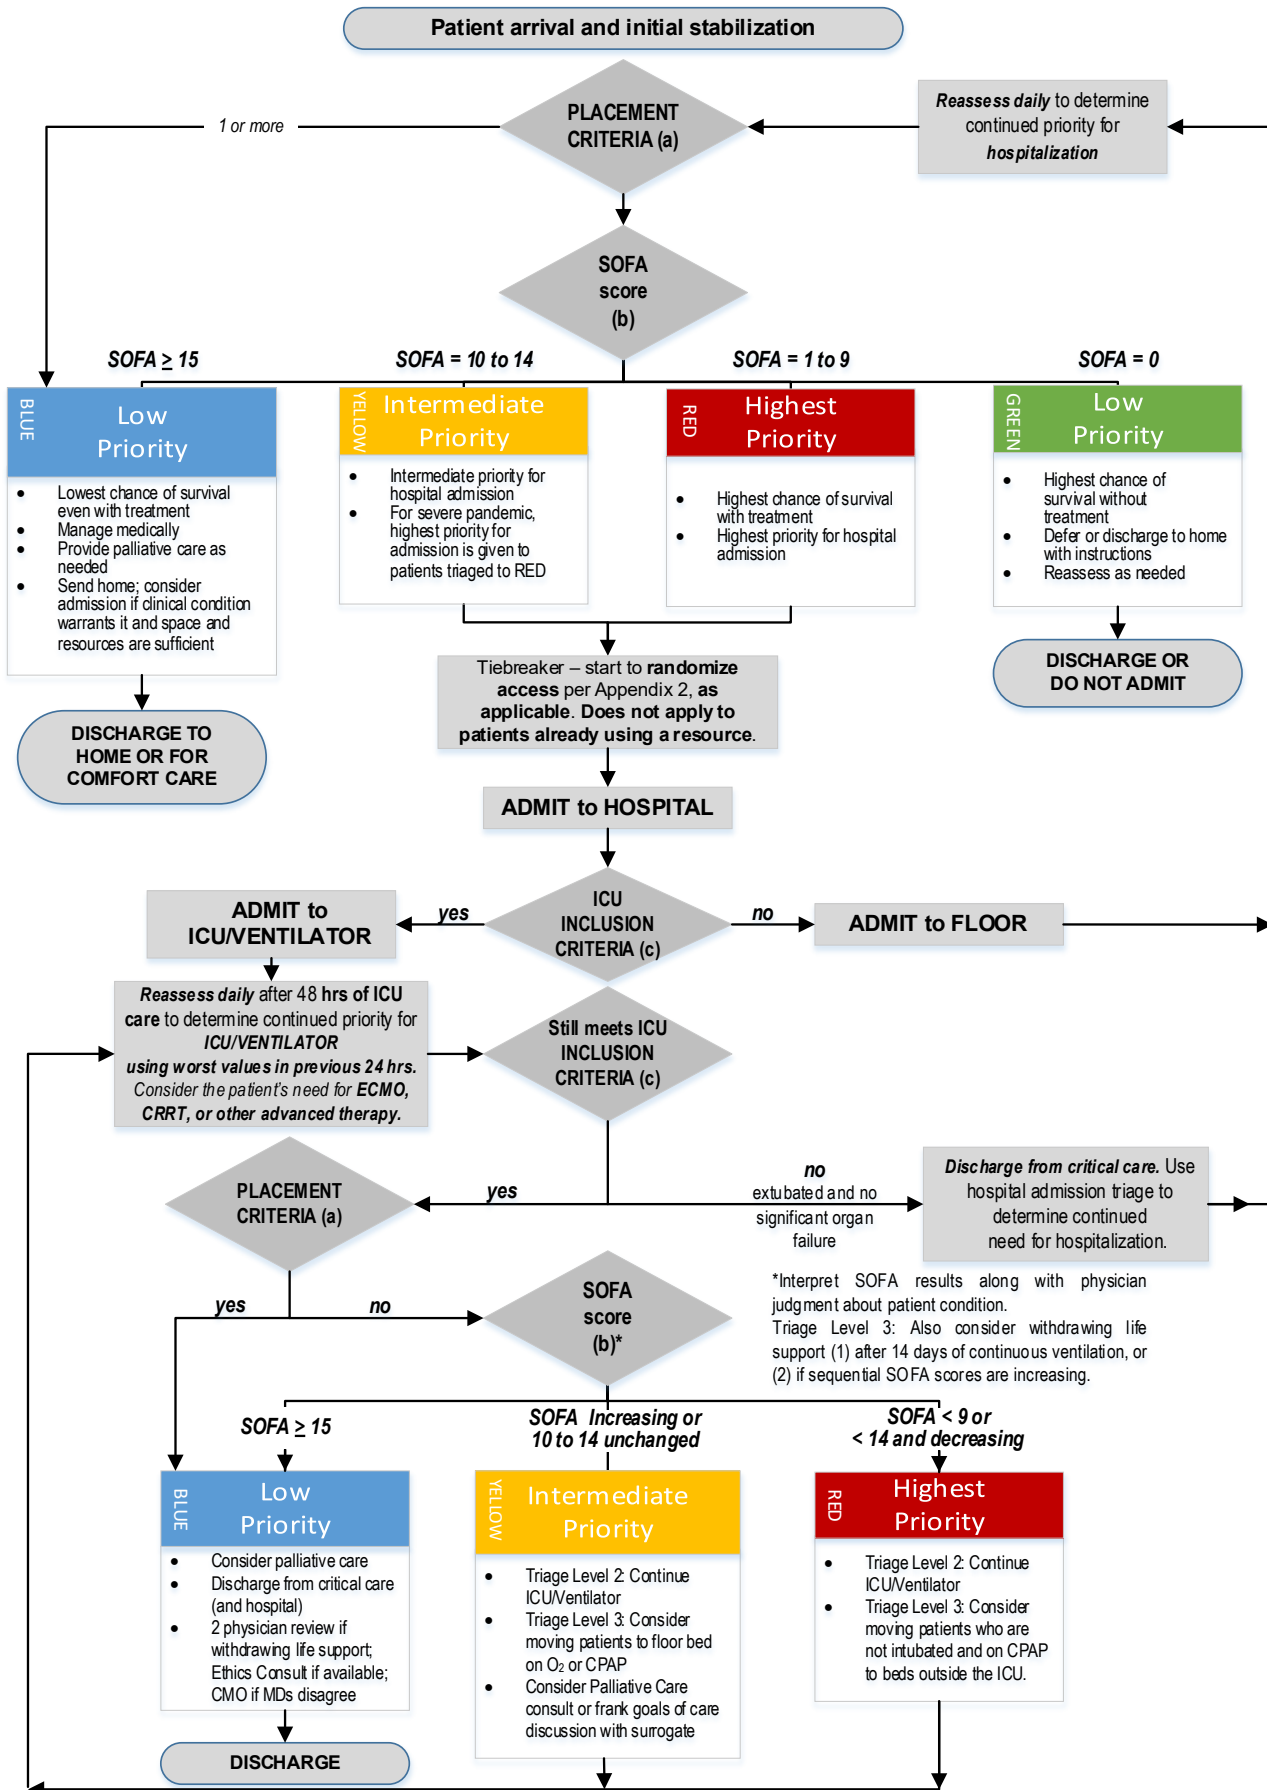 Patient arrival and initial stabilization
PLACEMENT
CRITERIA (a)
Reassess daily to determine
continued priority for
hospitalization
1 or more
SOFA
score
(b)
SOFA ≥ 15
SOFA = 10 to 14
SOFA = 1 to 9
SOFA = 0
BLUE
Low
Priority
• Lowest chance of survival
even with treatment
• Manage medically
• Provide palliative care as
needed
• Send home; consider
admission if clinical condition
warrants it and space and
resources are sufficient
YELLOW
Intermediate
Priority
• Intermediate priority for
hospital admission
• For severe pandemic,
highest priority for
admission is given to
patients triaged to RED
RED
Highest
Priority
• Highest chance of survival
with treatment
• Highest priority for hospital
admission
GREEN
Low
Priority
• Highest chance of
survival without
treatment
• Defer or discharge to home
with instructions
• Reassess as needed
DISCHARGE TO
HOME OR FOR
COMFORT CARE
Tiebreaker – start to randomize
access per Appendix 2, as
applicable. Does not apply to
patients already using a resource.
DISCHARGE OR
DO NOT ADMIT
ADMIT to HOSPITAL
ADMIT to
ICU/VENTILATOR
yes
ICU
INCLUSION
CRITERIA (c)
no
ADMIT to FLOOR
Reassess daily after 48 hrs of ICU
care to determine continued priority for
ICU/VENTILATOR
using worst values in previous 24 hrs.
Consider the patient's need for ECMO,
CRRT, or other advanced therapy.
Still meets ICU
INCLUSION
CRITERIA (c)
PLACEMENT
CRITERIA (a)
yes
no
extubated and no
significant organ
failure
Discharge from critical care. Use
hospital admission triage to
determine continued
need for hospitalization.
yes
no
SOFA
score
(b)*
*Interpret SOFA results along with physician
judgment about patient condition.
Triage Level 3: Also consider withdrawing life
support (1) after 14 days of continuous ventilation, or
(2) if sequential SOFA scores are increasing.
SOFA ≥ 15
SOFA Increasing or
10 to 14 unchanged
SOFA < 9 or
< 14 and decreasing
BLUE
Low
Priority
• Consider palliative care
• Discharge from critical care
(and hospital)
• 2 physician review if
withdrawing life support;
Ethics Consult if available;
CMO if MDs disagree
YELLOW
Intermediate
Priority
• Triage Level 2: Continue
ICU/Ventilator
• Triage Level 3: Consider
moving patients to floor bed
on O₂ or CPAP
• Consider Palliative Care
consult or frank goals of care
discussion with surrogate
RED
Highest
Priority
• Triage Level 2: Continue
ICU/Ventilator
• Triage Level 3: Consider
moving patients who are
not intubated and on CPAP
to beds outside the ICU.
DISCHARGE